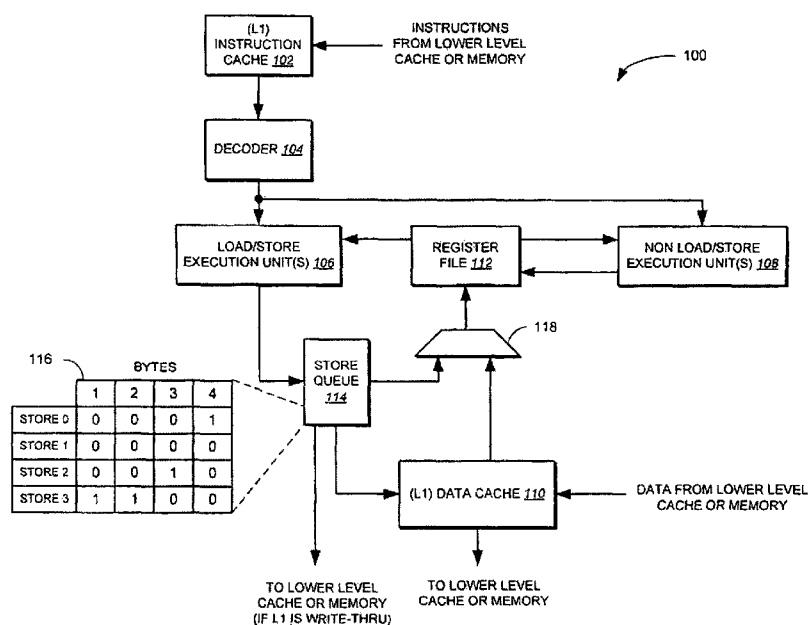 (L1)
INSTRUCTION
CACHE 102
INSTRUCTIONS
FROM LOWER LEVEL
CACHE OR MEMORY
100
DECODER 104
LOAD/STORE
EXECUTION UNIT(S) 106
REGISTER
FILE 112
NON LOAD/STORE
EXECUTION UNIT(S) 108
118
116
BYTES
1 2 3 4
STORE 0 0 0 0 1
STORE 1 0 0 0 0
STORE 2 0 0 1 0
STORE 3 1 1 0 0
STORE
QUEUE
114
(L1) DATA CACHE 110
DATA FROM LOWER LEVEL
CACHE OR MEMORY
TO LOWER LEVEL
CACHE OR MEMORY
(IF L1 IS WRITE-THRU)
TO LOWER LEVEL
CACHE OR MEMORY